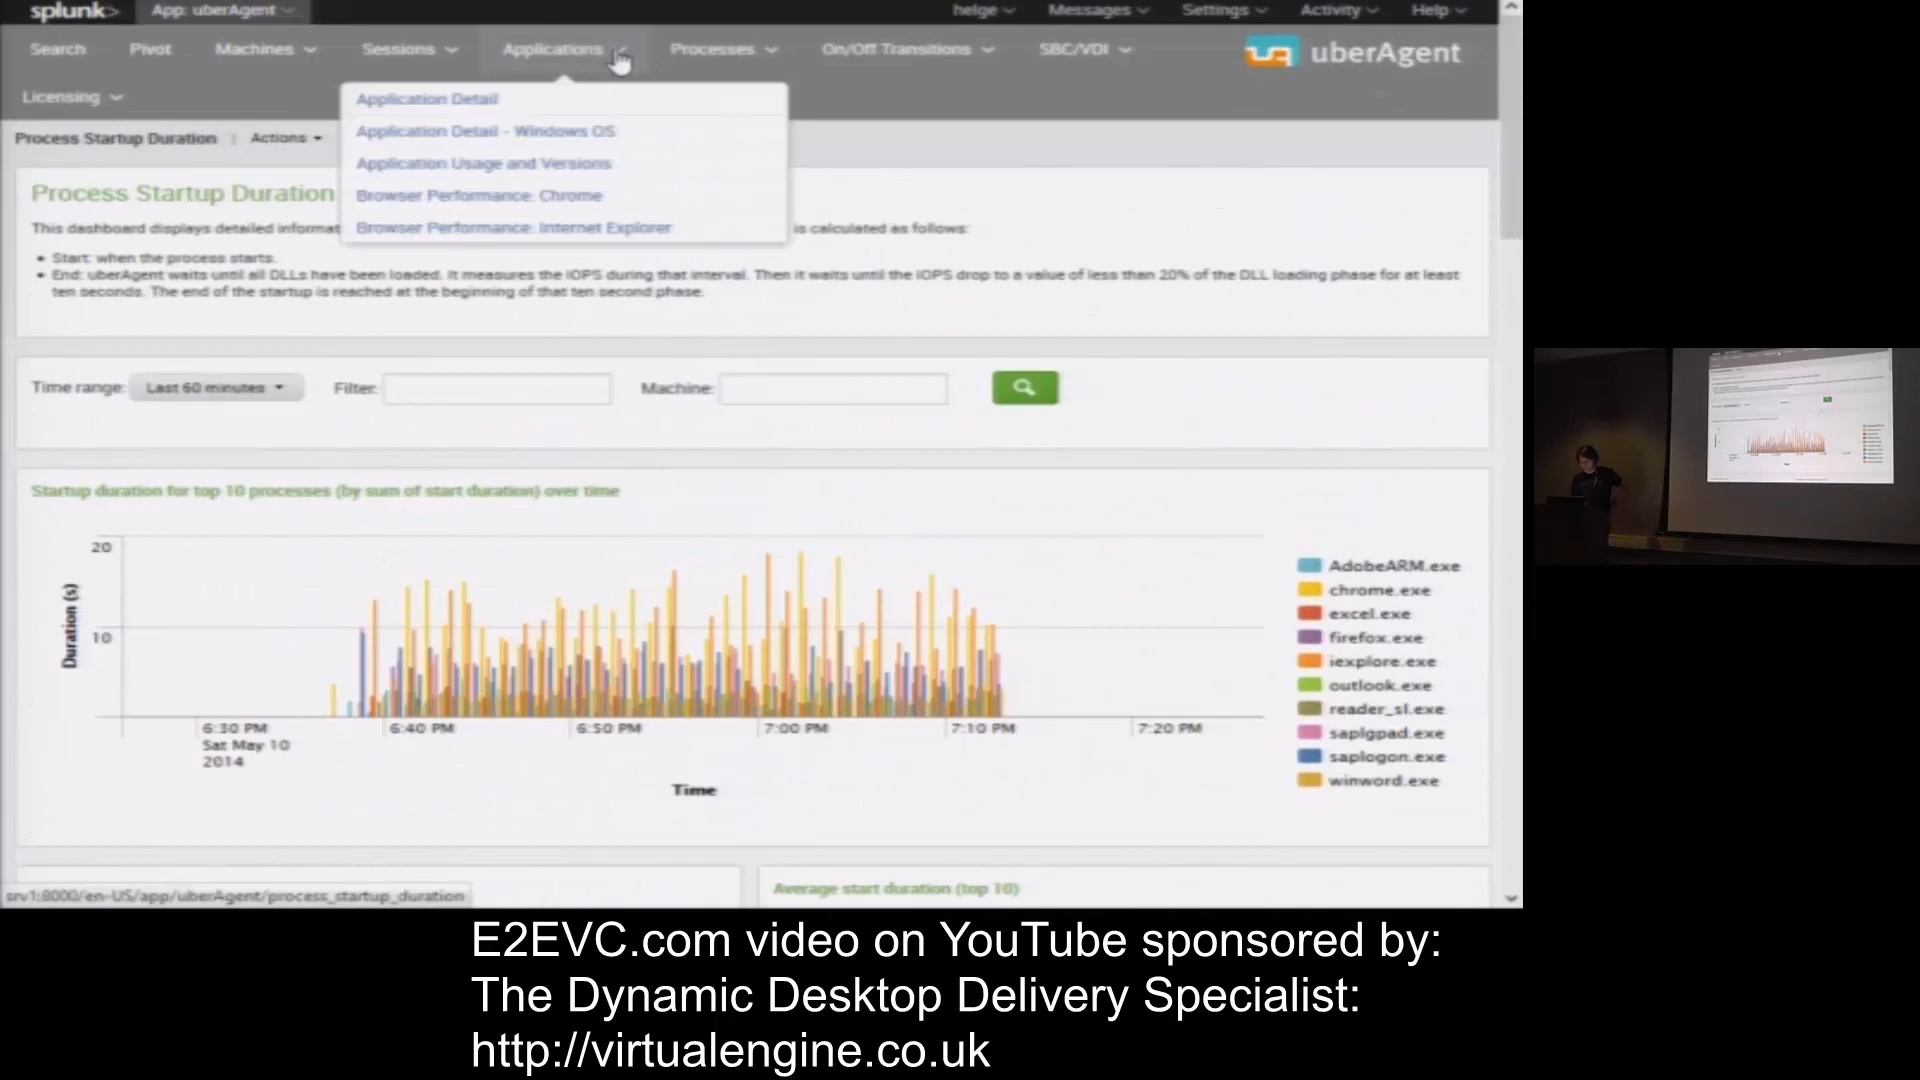 splunk> App: uberAgent helge Messages Settings Activity Help
Search Pivot Machines Sessions Applications Processes On/Off Transitions SBC/VDI uberAgent
Licensing
Application Detail
Application Detail - Windows OS
Application Usage and Versions
Browser Performance: Chrome
Browser Performance: Internet Explorer
Process Startup Duration | Actions
Process Startup Duration
This dashboard displays detailed informat is calculated as follows:
• Start: when the process starts.
• End: uberAgent waits until all DLLs have been loaded. It measures the IOPS during that interval. Then it waits until the IOPS drop to a value of less than 20% of the DLL loading phase for at least
ten seconds. The end of the startup is reached at the beginning of that ten second phase.
Time range: Last 60 minutes Filter: Machine:
Startup duration for top 10 processes (by sum of start duration) over time
20
10
Duration (s)
6:30 PM 6:40 PM 6:50 PM 7:00 PM 7:10 PM 7:20 PM
Sat May 10
2014
Time
AdobeARM.exe
chrome.exe
excel.exe
firefox.exe
iexplore.exe
outlook.exe
reader_sl.exe
saplgpad.exe
saplogon.exe
winword.exe
Average start duration (top 10)
srv1:8000/en-US/app/uberAgent/process_startup_duration
E2EVC.com video on YouTube sponsored by:
The Dynamic Desktop Delivery Specialist:
http://virtualengine.co.uk